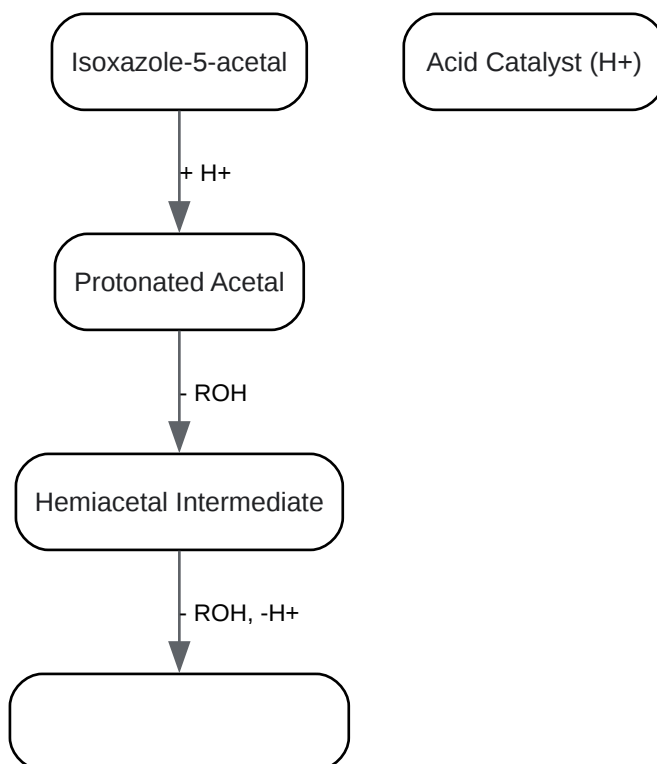 Isoxazole-5-acetal
Acid Catalyst (H+)
+ H+
Protonated Acetal
- ROH
Hemiacetal Intermediate
- ROH, -H+